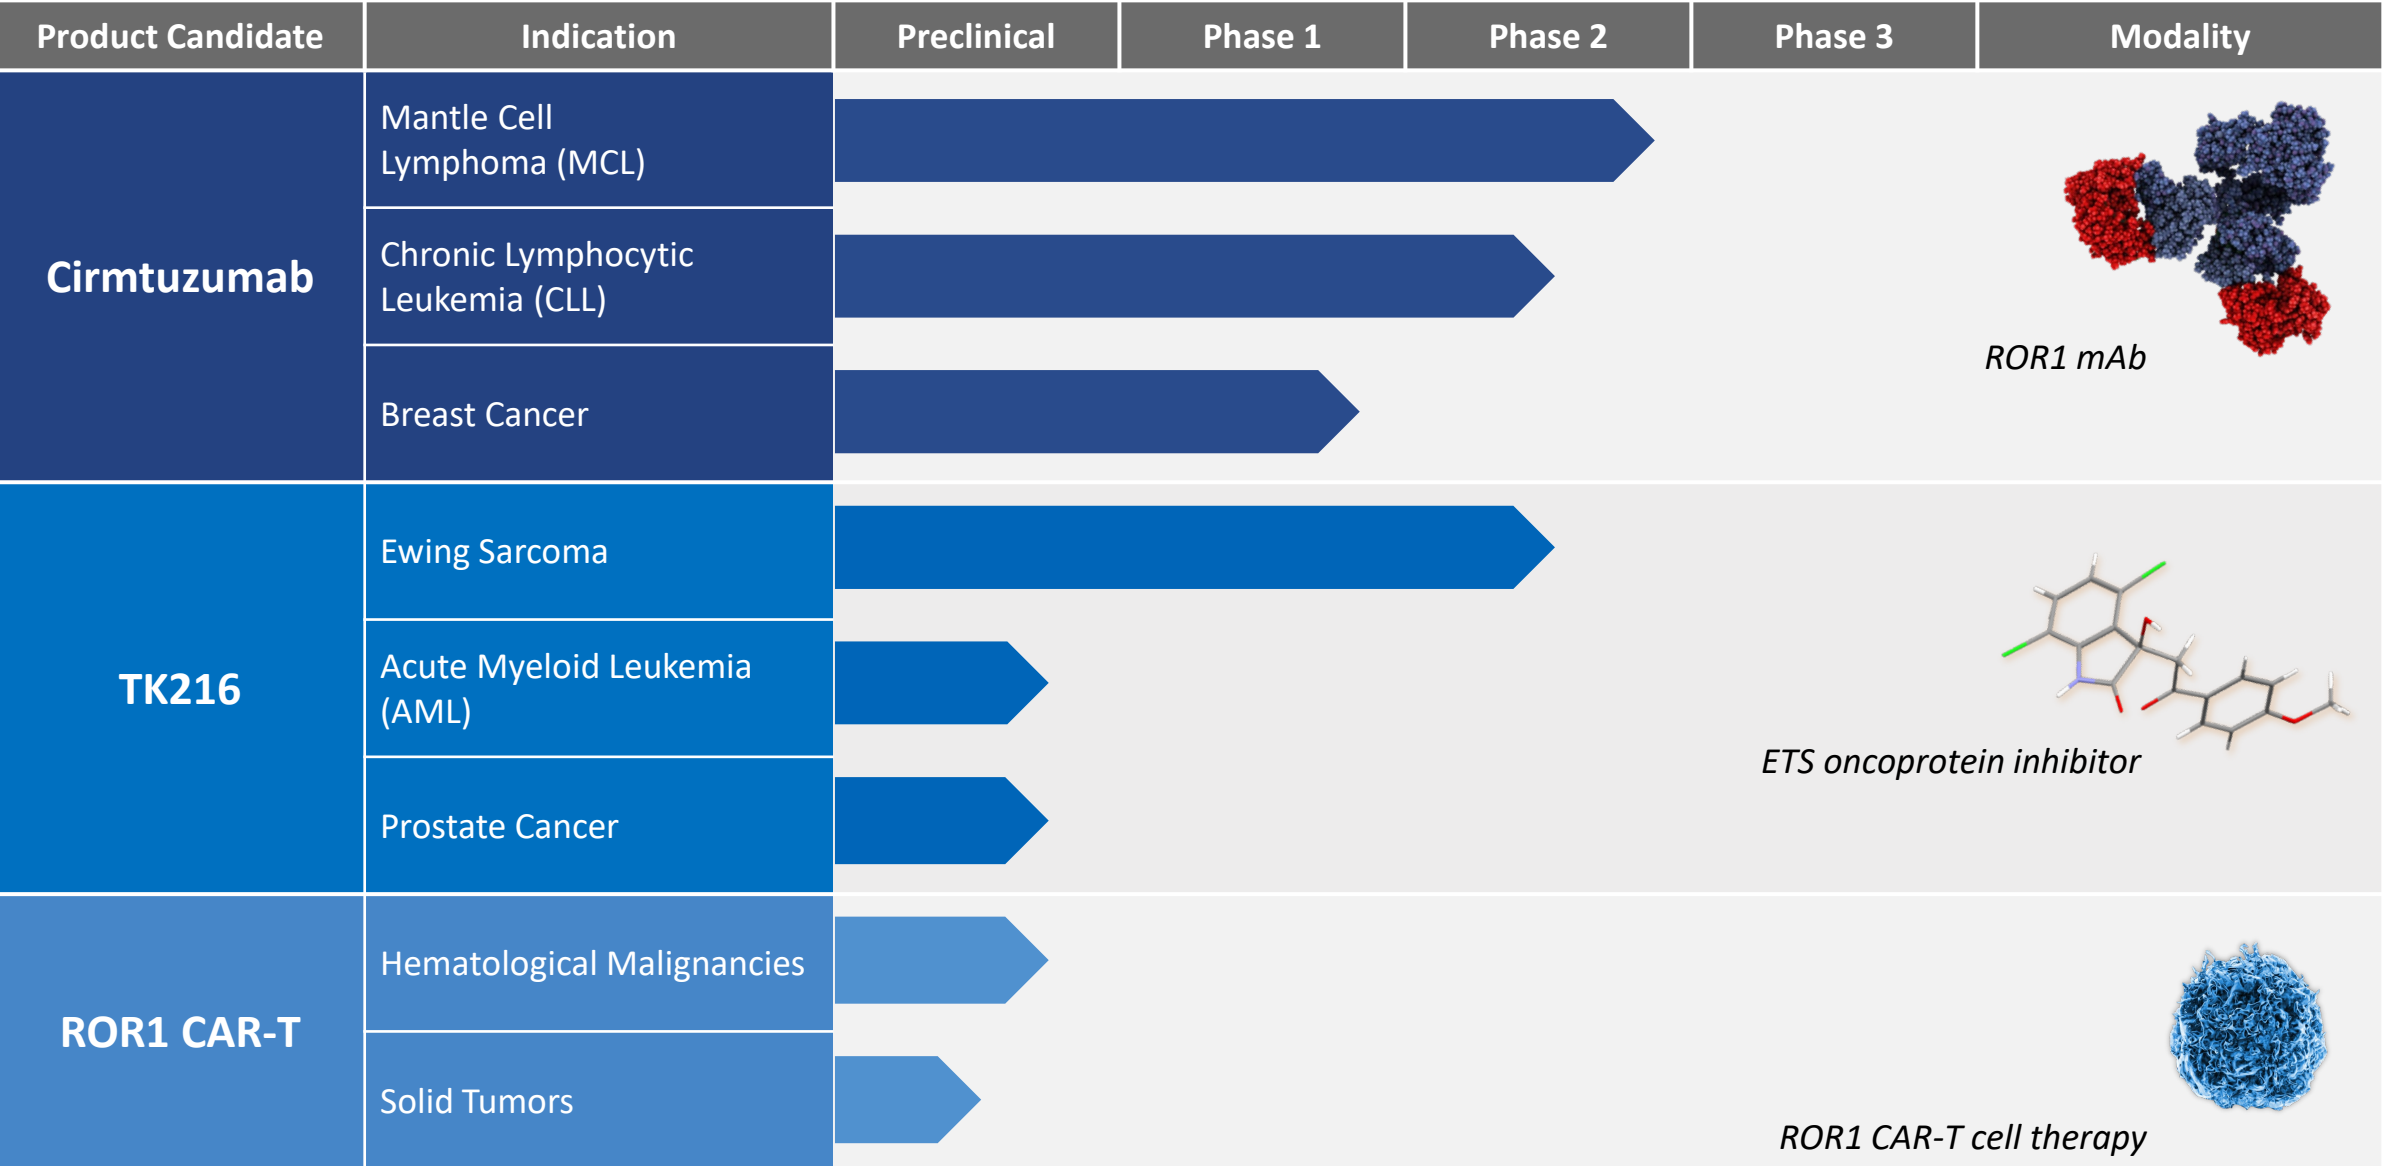 Product Candidate
Indication
Preclinical
Phase 1
Phase 2
Phase 3
Modality
Cirmtuzumab
Mantle Cell
Lymphoma (MCL)
Chronic Lymphocytic
Leukemia (CLL)
Breast Cancer
ROR1 mAb
TK216
Ewing Sarcoma
Acute Myeloid Leukemia
(AML)
Prostate Cancer
ETS oncoprotein inhibitor
ROR1 CAR-T
Hematological Malignancies
Solid Tumors
ROR1 CAR-T cell therapy